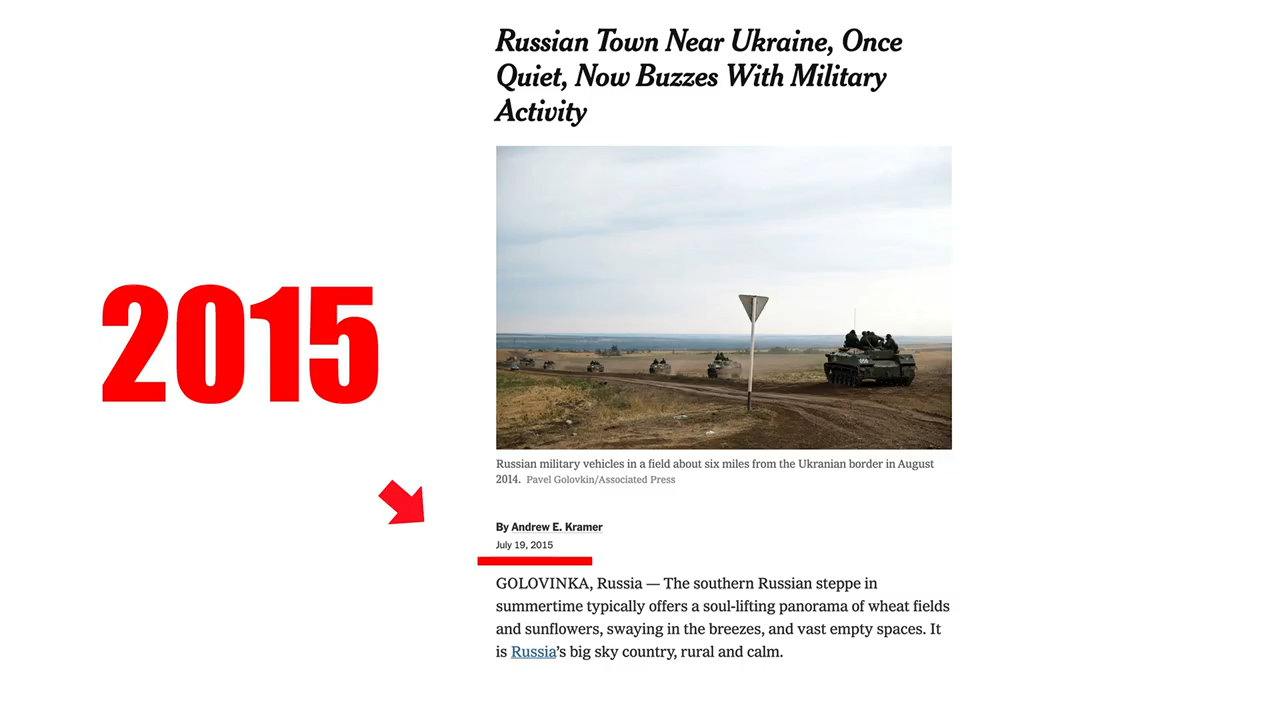 Russian Town Near Ukraine, Once
Quiet, Now Buzzes With Military
Activity
2015
Russian military vehicles in a field about six miles from the Ukranian border in August
2014. Pavel Golovkin/Associated Press
By Andrew E. Kramer
July 19, 2015
GOLOVINKA, Russia — The southern Russian steppe in
summertime typically offers a soul-lifting panorama of wheat fields
and sunflowers, swaying in the breezes, and vast empty spaces. It
is Russia's big sky country, rural and calm.